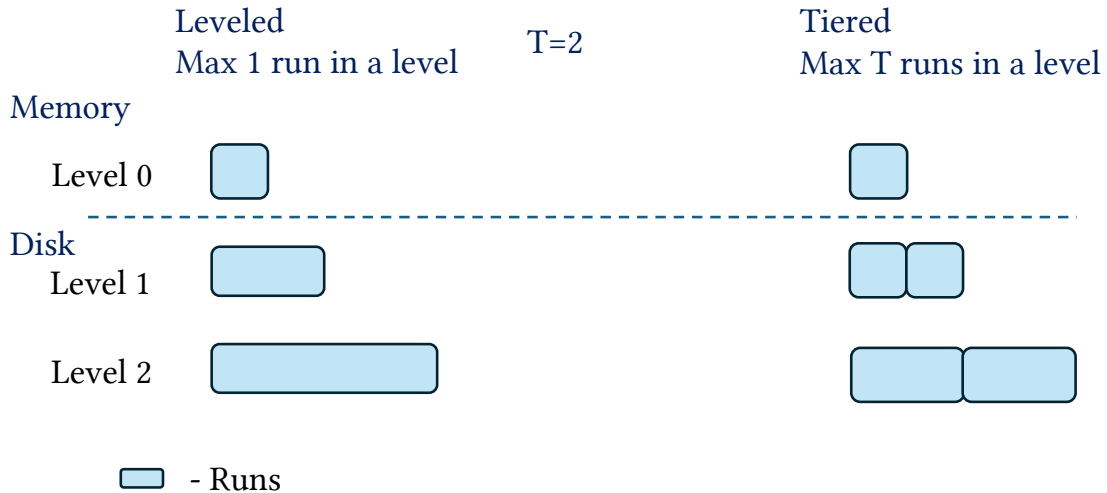 Leveled
Max 1 run in a level
T=2
Tiered
Max T runs in a level
Memory
Level 0
Disk
Level 1
Level 2
- Runs